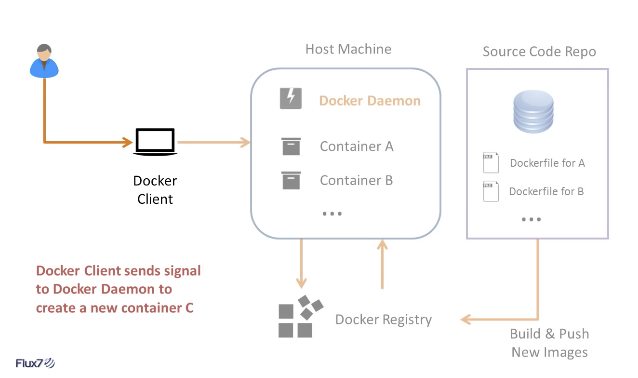 Host Machine
Source Code Repo
Docker Daemon
Container A
Container B
...
Dockerfile for A
Dockerfile for B
...
Docker
Client
Docker Client sends signal
to Docker Daemon to
create a new container C
Docker Registry
Build & Push
New Images
Flux7